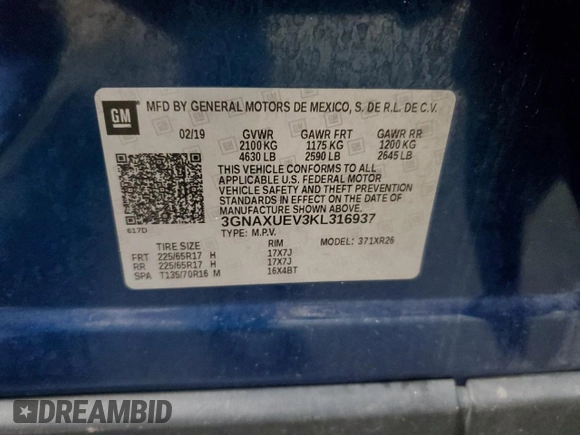 GM
MFD BY GENERAL MOTORS DE MEXICO, S. DE R.L. DE C.V.
02/19 GVWR GAWR FRT GAWR RR
2100 KG 1175 KG 1200 KG
4630 LB 2590 LB 2645 LB
THIS VEHICLE CONFORMS TO ALL
APPLICABLE U.S. FEDERAL MOTOR
VEHICLE SAFETY AND THEFT PREVENTION
STANDARDS IN EFFECT ON THE DATE OF
MANUFACTURE SHOWN ABOVE.
617D 3GNAXUEV3KL316937
TYPE: M.P.V. MODEL: 371XR26
TIRE SIZE RIM
FRT 225/65R17 H 17X7J
RR 225/65R17 H 17X7J
SPA T135/70R16 M 16X4BT
DREAMBID